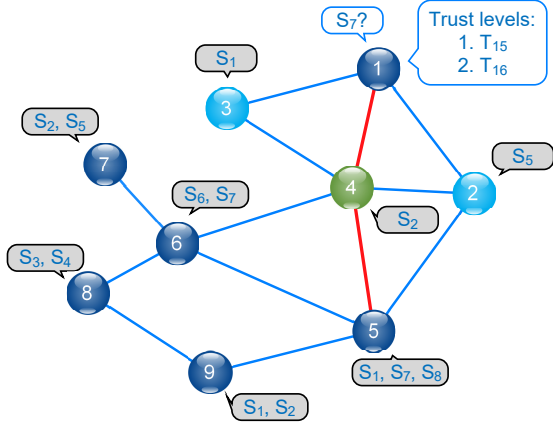 S₇?
Trust levels:
1. T₁₅
2. T₁₆
1
S₁
3
S₂, S₅
7
S₅
2
4
S₂
S₆, S₇
6
S₃, S₄
8
5
S₁, S₇, S₈
9
S₁, S₂